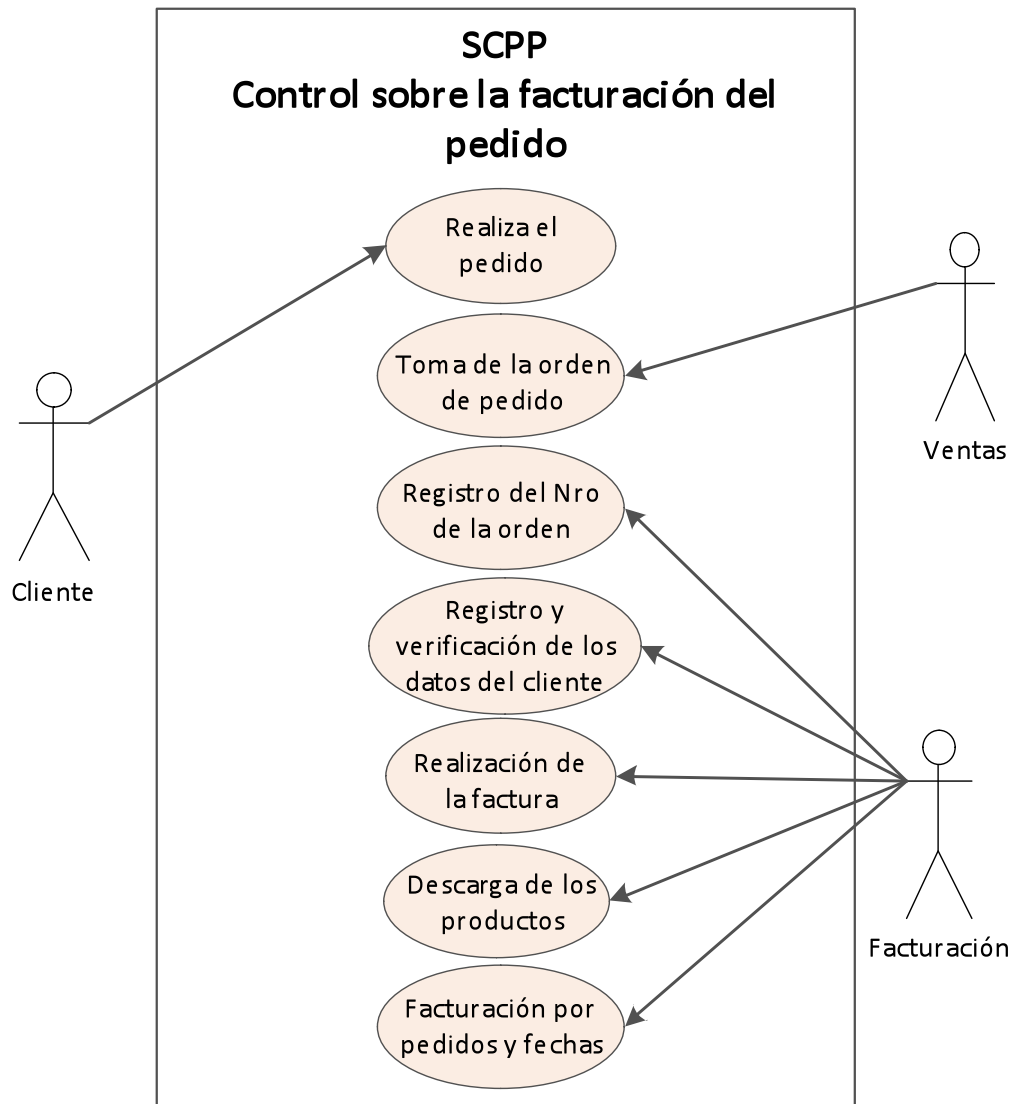 SCPP
Control sobre la facturación del
pedido
Realiza el
pedido
Toma de la orden
de pedido
Ventas
Registro del Nro
de la orden
Cliente
Registro y
verificación de los
datos del cliente
Realización de
la factura
Descarga de los
productos
Facturación
Facturación por
pedidos y fechas